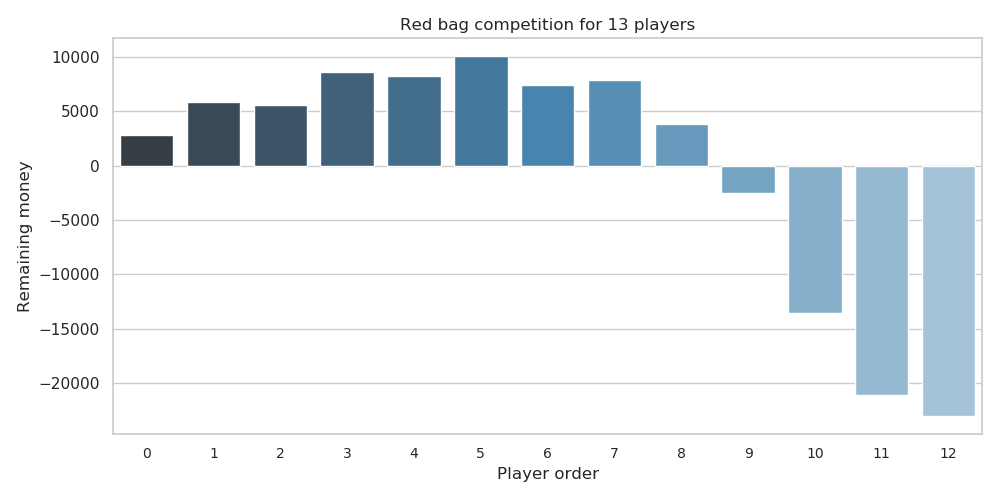 Red bag competition for 13 players
10000
5000
0
−5000
−10000
−15000
−20000
Remaining money
0 1 2 3 4 5 6 7 8 9 10 11 12
Player order